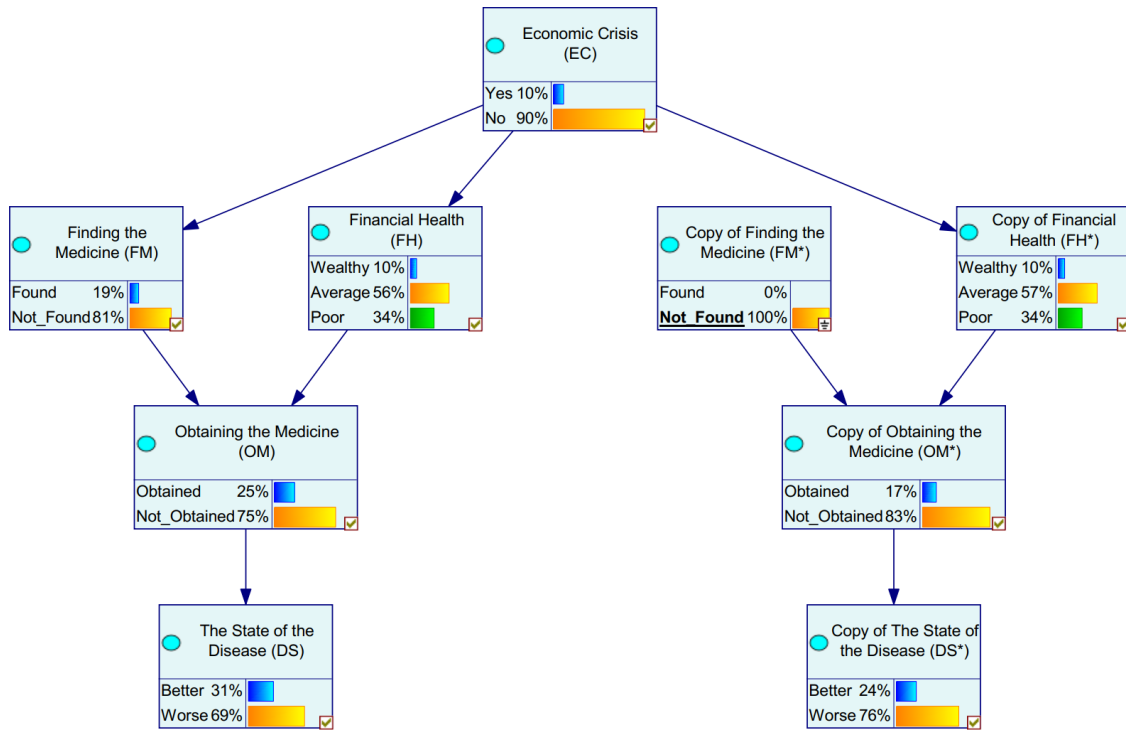 Economic Crisis
(EC)
Yes 10%
No 90%
Finding the
Medicine (FM)
Found 19%
Not_Found 81%
Financial Health
(FH)
Wealthy 10%
Average 56%
Poor 34%
Copy of Finding the
Medicine (FM*)
Found 0%
Not_Found 100%
Copy of Financial
Health (FH*)
Wealthy 10%
Average 57%
Poor 34%
Obtaining the Medicine
(OM)
Obtained 25%
Not_Obtained 75%
Copy of Obtaining the
Medicine (OM*)
Obtained 17%
Not_Obtained 83%
The State of the
Disease (DS)
Better 31%
Worse 69%
Copy of The State of
the Disease (DS*)
Better 24%
Worse 76%